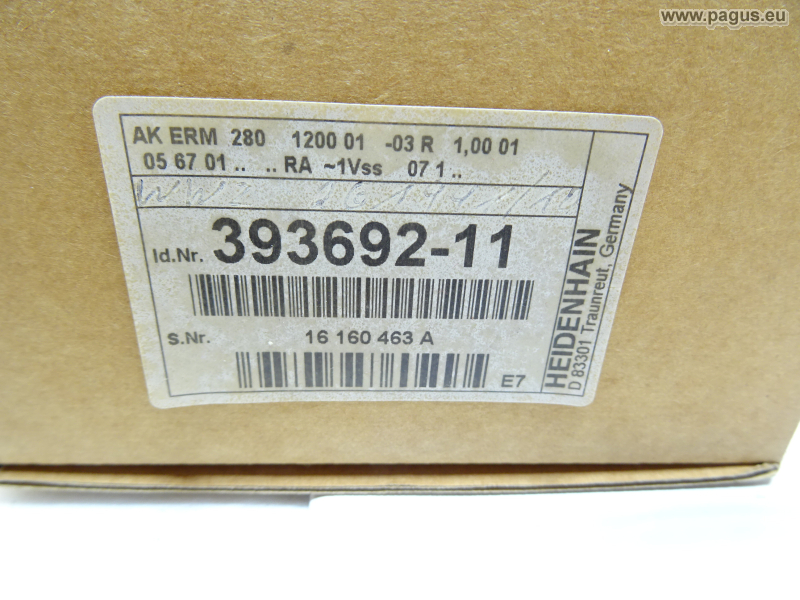 www.pagus.eu
AK ERM 280 1200 01 -03 R 1,00 01
05 67 01 .. .. RA ~1Vss 07 1 ..
Id.Nr. 393692-11
s.Nr. 16 160 463 A
E7
HEIDENHAIN
D 83301 Traunreut, Germany